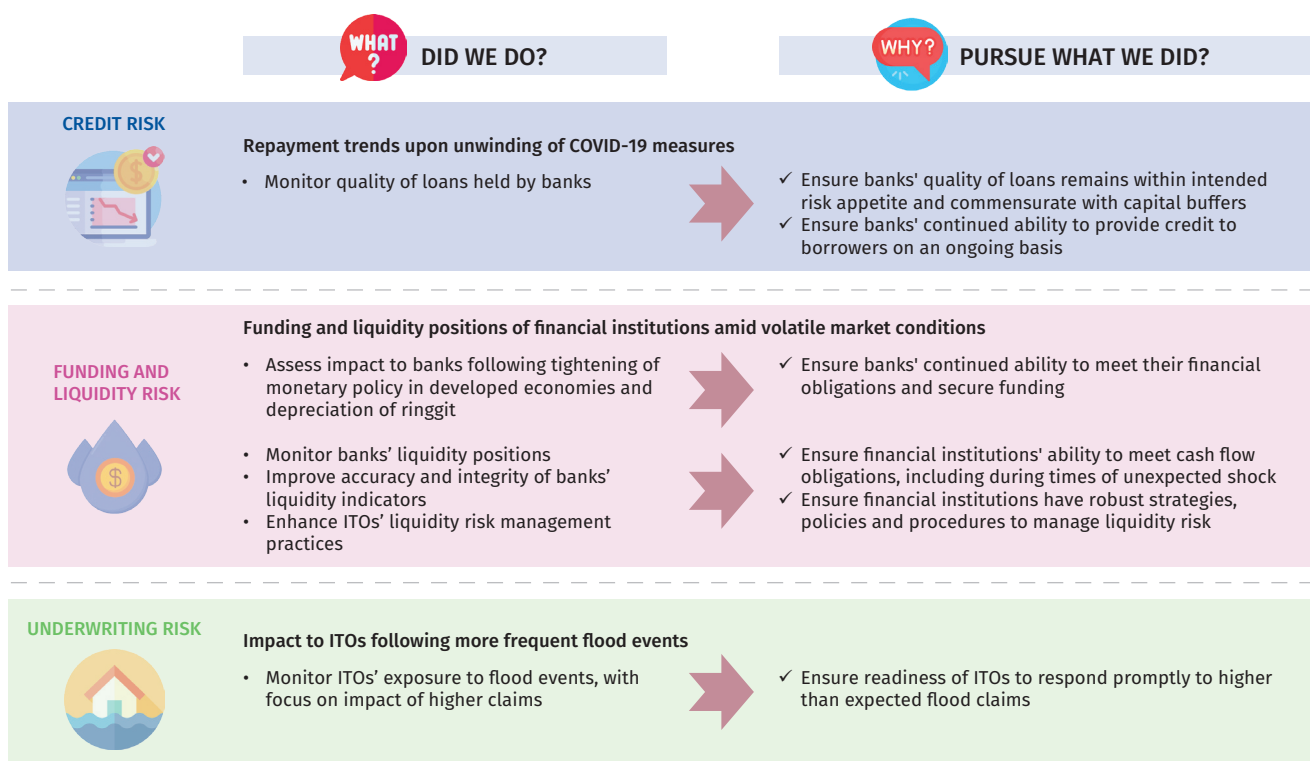 WHAT
?
DID WE DO?
WHY?
PURSUE WHAT WE DID?
CREDIT RISK
Repayment trends upon unwinding of COVID-19 measures
• Monitor quality of loans held by banks
✓ Ensure banks' quality of loans remains within intended
risk appetite and commensurate with capital buffers
✓ Ensure banks' continued ability to provide credit to
borrowers on an ongoing basis
FUNDING AND
LIQUIDITY RISK
Funding and liquidity positions of financial institutions amid volatile market conditions
• Assess impact to banks following tightening of
monetary policy in developed economies and
depreciation of ringgit
✓ Ensure banks' continued ability to meet their financial
obligations and secure funding
• Monitor banks’ liquidity positions
• Improve accuracy and integrity of banks’
liquidity indicators
• Enhance ITOs’ liquidity risk management
practices
✓ Ensure financial institutions' ability to meet cash flow
obligations, including during times of unexpected shock
✓ Ensure financial institutions have robust strategies,
policies and procedures to manage liquidity risk
UNDERWRITING RISK
Impact to ITOs following more frequent flood events
• Monitor ITOs’ exposure to flood events, with
focus on impact of higher claims
✓ Ensure readiness of ITOs to respond promptly to higher
than expected flood claims